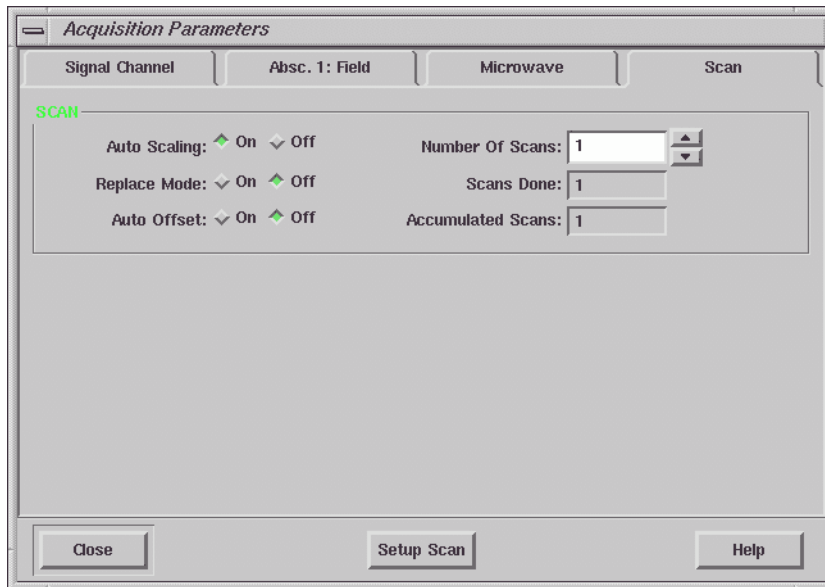 Acquisition Parameters
Signal Channel Absc. 1: Field Microwave Scan
SCAN
Auto Scaling: On Off Number Of Scans: 1
Replace Mode: On Off Scans Done: 1
Auto Offset: On Off Accumulated Scans: 1
Close Setup Scan Help